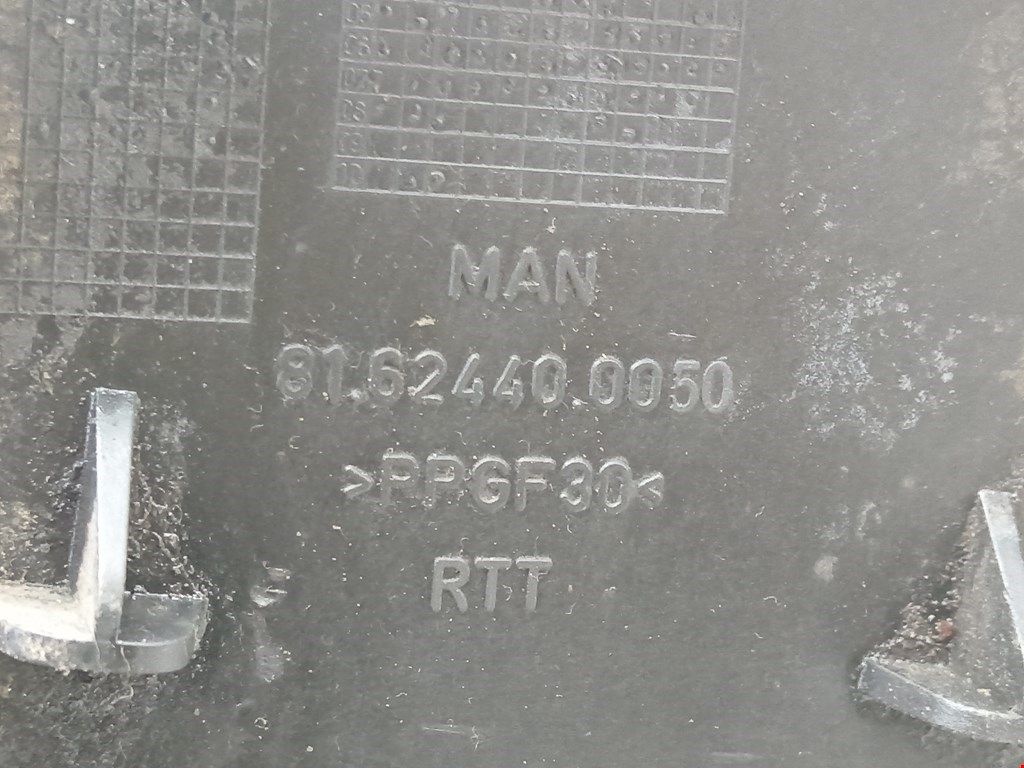 MAN
81.62440.0050
>PPGF30<
RTT